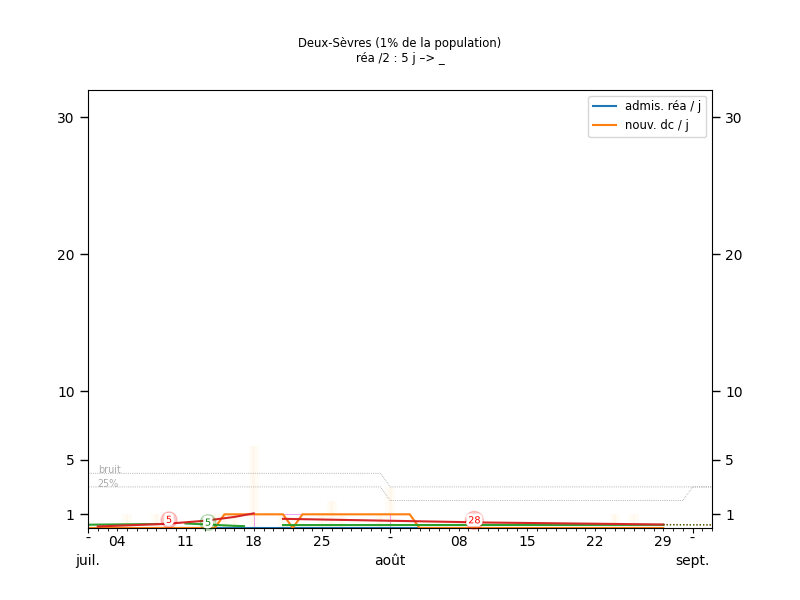 Deux-Sèvres (1% de la population)
réa /2 : 5 j –> _
admis. réa / j
nouv. dc / j
30 30
20 20
10 10
5 5
bruit
25%
1 1
5 5 28
- 04 11 18 25 - 08 15 22 29 -
juil. août sept.